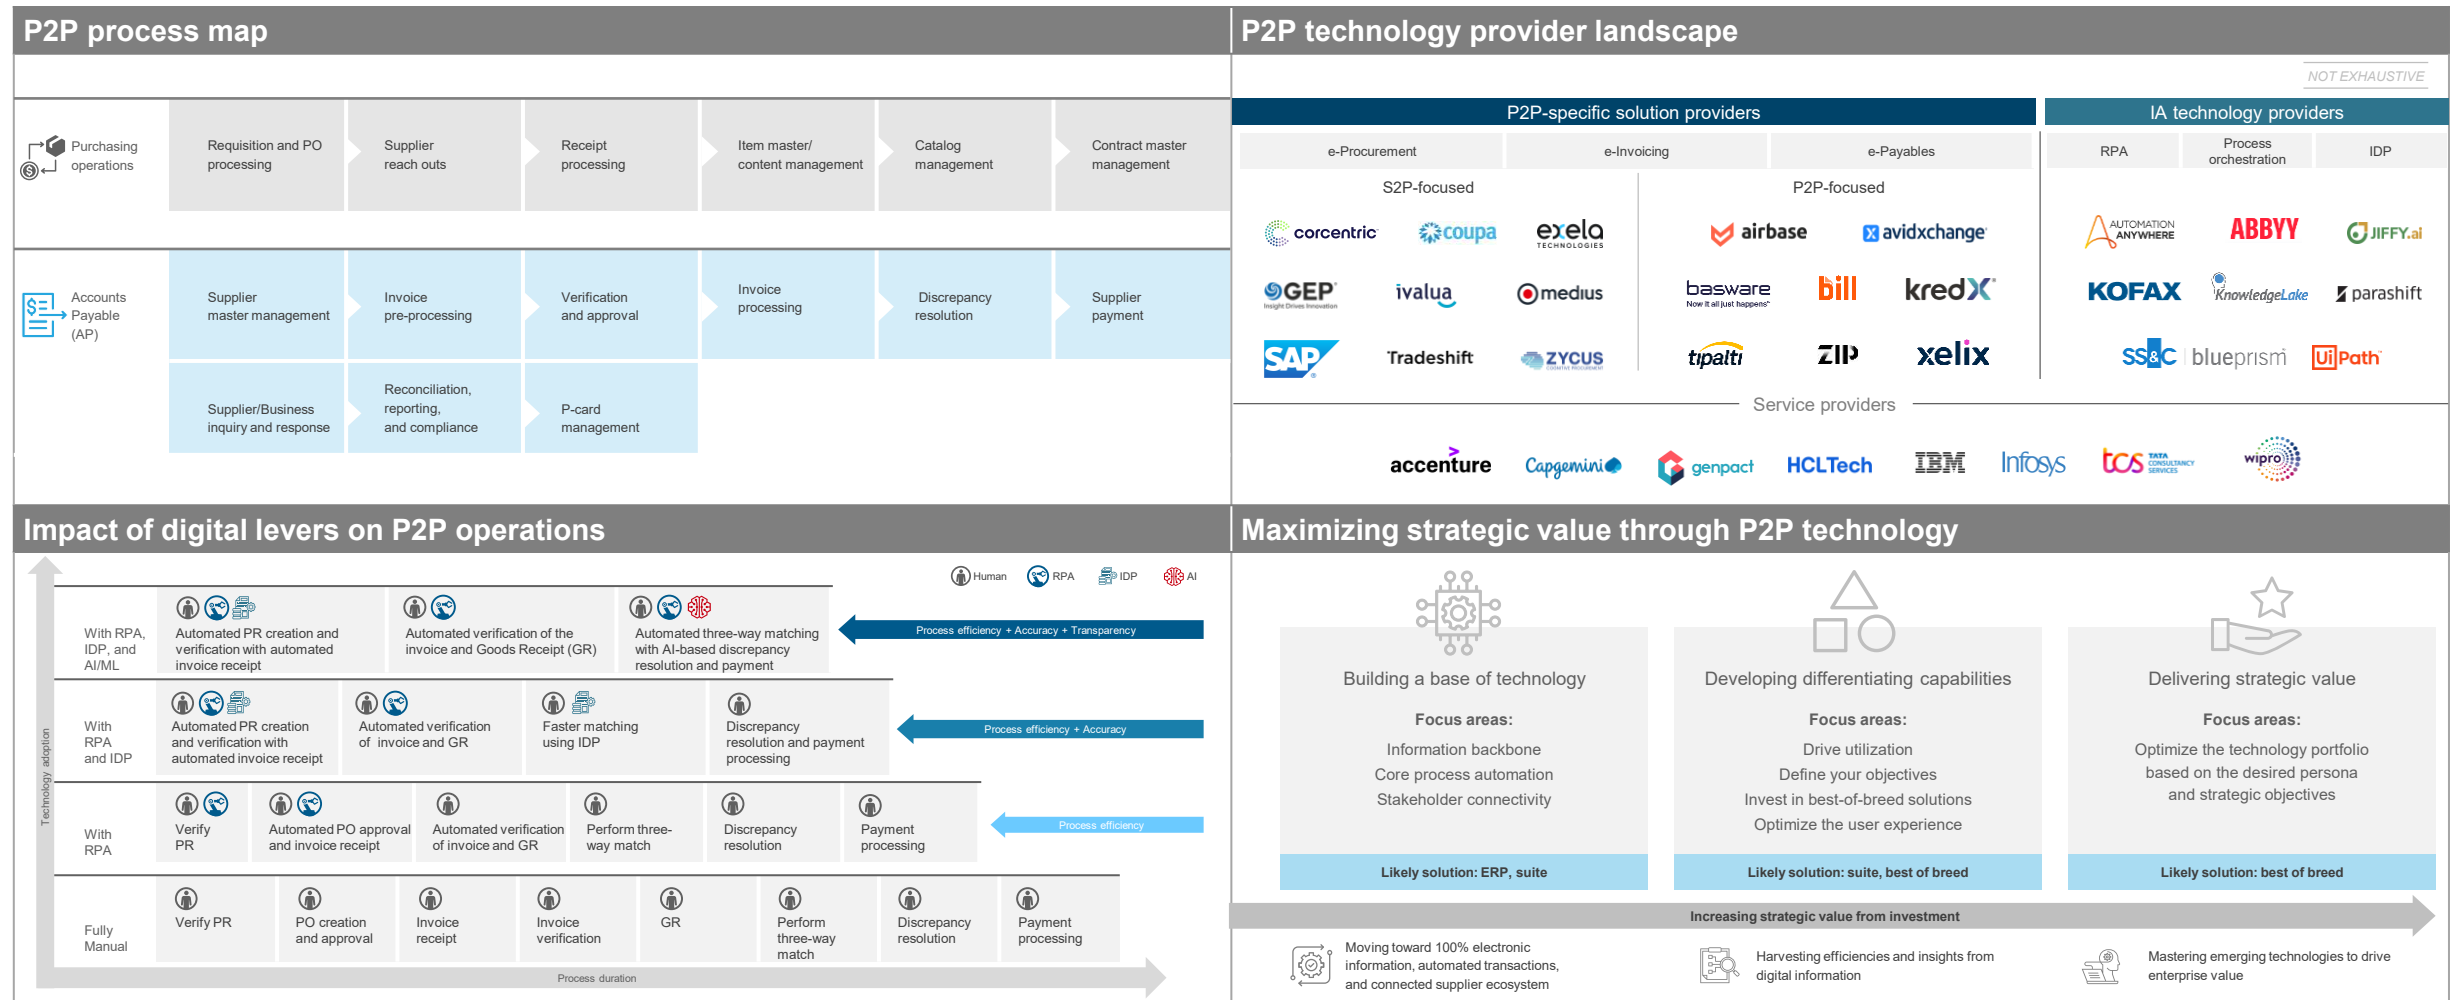 P2P process map
Purchasing
operations
Requisition and PO
processing
Supplier
reach outs
Receipt
processing
Item master/
content management
Catalog
management
Contract master
management
Accounts
Payable
(AP)
Supplier
master management
Invoice
pre-processing
Verification
and approval
Invoice
processing
Discrepancy
resolution
Supplier
payment
Supplier/Business
inquiry and response
Reconciliation,
reporting,
and compliance
P-card
management
P2P technology provider landscape
NOT EXHAUSTIVE
P2P-specific solution providers
IA technology providers
e-Procurement
e-Invoicing
e-Payables
RPA
Process
orchestration
IDP
S2P-focused
P2P-focused
corcentric
coupa
exela
TECHNOLOGIES
airbase
avidxchange
AUTOMATION
ANYWHERE
ABBYY
JIFFY.ai
GEP
Insight Drives Innovation
ivalua
medius
basware
Now it all just happens
bill
kredX
KOFAX
KnowledgeLake
parashift
SAP
Tradeshift
ZYCUS
COGNITIVE PROCUREMENT
tipalti
ZIP
xelix
SS&C
blueprism
UiPath
Service providers
accenture
Capgemini
genpact
HCLTech
IBM
Infosys
tcs
TATA
CONSULTANCY
SERVICES
wipro
Impact of digital levers on P2P operations
Human
RPA
IDP
AI
Technology adoption
With RPA,
IDP, and
AI/ML
Automated PR creation and
verification with automated
invoice receipt
Automated verification of the
invoice and Goods Receipt (GR)
Automated three-way matching
with AI-based discrepancy
resolution and payment
Process efficiency + Accuracy + Transparency
With
RPA
and IDP
Automated PR creation
and verification with
automated invoice receipt
Automated verification
of invoice and GR
Faster matching
using IDP
Discrepancy
resolution and payment
processing
Process efficiency + Accuracy
With
RPA
Verify
PR
Automated PO approval
and invoice receipt
Automated verification
of invoice and GR
Perform three-
way match
Discrepancy
resolution
Payment
processing
Process efficiency
Fully
Manual
Verify PR
PO creation
and approval
Invoice
receipt
Invoice
verification
GR
Perform
three-way
match
Discrepancy
resolution
Payment
processing
Process duration
Maximizing strategic value through P2P technology
Building a base of technology
Focus areas:
Information backbone
Core process automation
Stakeholder connectivity
Likely solution: ERP, suite
Developing differentiating capabilities
Focus areas:
Drive utilization
Define your objectives
Invest in best-of-breed solutions
Optimize the user experience
Likely solution: suite, best of breed
Delivering strategic value
Focus areas:
Optimize the technology portfolio
based on the desired persona
and strategic objectives
Likely solution: best of breed
Increasing strategic value from investment
Moving toward 100% electronic
information, automated transactions,
and connected supplier ecosystem
Harvesting efficiencies and insights from
digital information
Mastering emerging technologies to drive
enterprise value